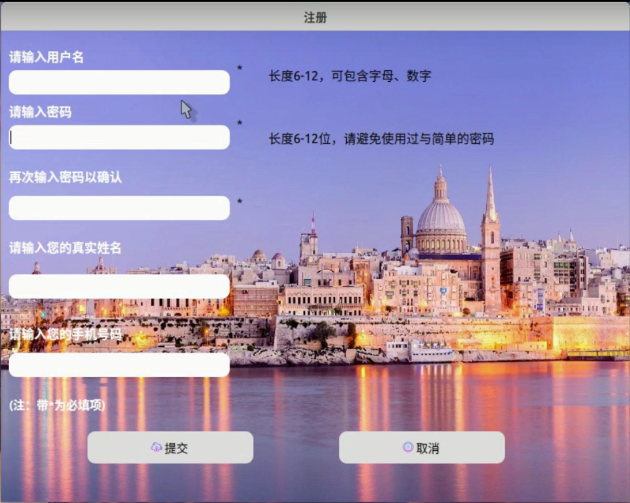 注册
请输入用户名
*
长度6-12，可包含字母、数字
请输入密码
*
长度6-12位，请避免使用过与简单的密码
再次输入密码以确认
*
请输入您的真实姓名
请输入您的手机号码
(注：带*为必填项)
提交
取消